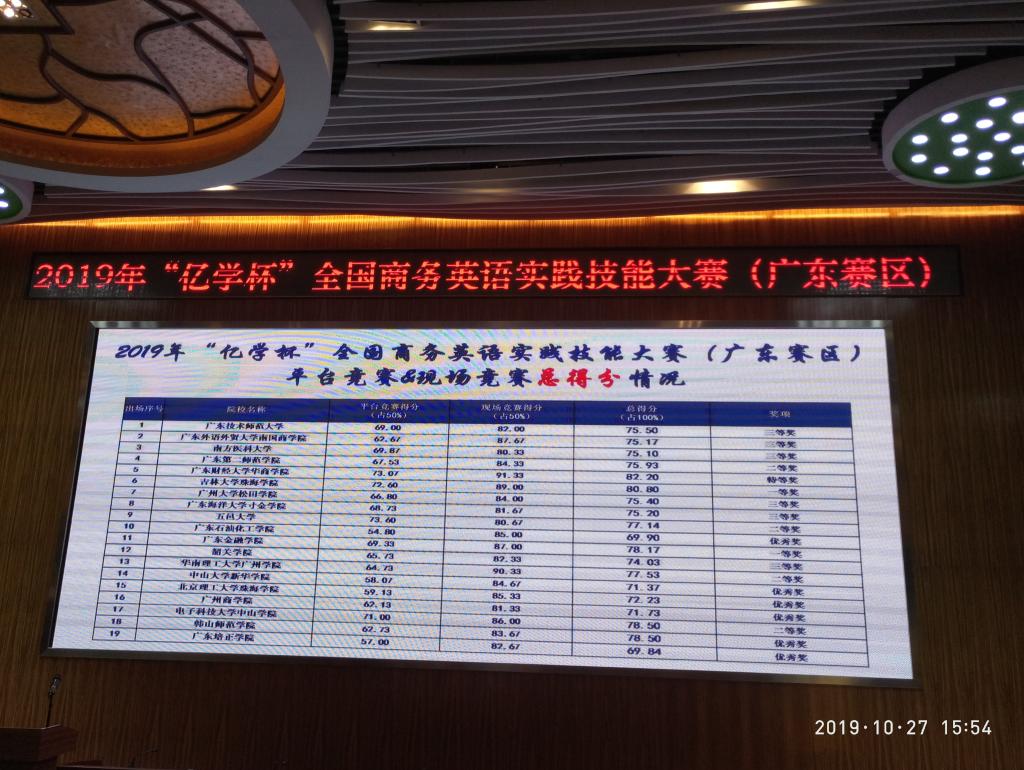 2019年“亿学杯”全国商务英语实践技能大赛（广东赛区）
2019年“亿学杯”全国商务英语实践技能大赛（广东赛区）
平台竞赛&现场竞赛总得分情况
出场序号 院校名称 平台竞赛得分 现场竞赛得分 总得分 奖项
（占50%） （占50%） （占100%）
1 广东技术师范大学 69.00 82.00 75.50 三等奖
2 广东外语外贸大学南国商学院 62.67 87.67 75.17 三等奖
3 南方医科大学 69.87 80.33 75.10 三等奖
4 广东第二师范学院 67.53 84.33 75.93 二等奖
5 广东财经大学华商学院 73.07 91.33 82.20 特等奖
6 吉林大学珠海学院 72.60 89.00 80.80 一等奖
7 广州大学松田学院 66.80 84.00 75.40 三等奖
8 广东海洋大学寸金学院 68.73 81.67 75.20 三等奖
9 五邑大学 73.60 80.67 77.14 二等奖
10 广东石油化工学院 54.80 85.00 69.90 优秀奖
11 广东金融学院 69.33 87.00 78.17 一等奖
12 韶关学院 65.73 82.33 74.03 三等奖
13 华南理工大学广州学院 64.73 90.33 77.53 二等奖
14 中山大学新华学院 58.07 84.67 71.37 优秀奖
15 北京理工大学珠海学院 59.13 85.33 72.23 优秀奖
16 广州商学院 62.13 81.33 71.73 优秀奖
17 电子科技大学中山学院 71.00 86.00 78.50 二等奖
18 韩山师范学院 62.73 83.67 78.50 优秀奖
19 广东培正学院 57.00 82.67 69.84 优秀奖
2019·10·27 15:54